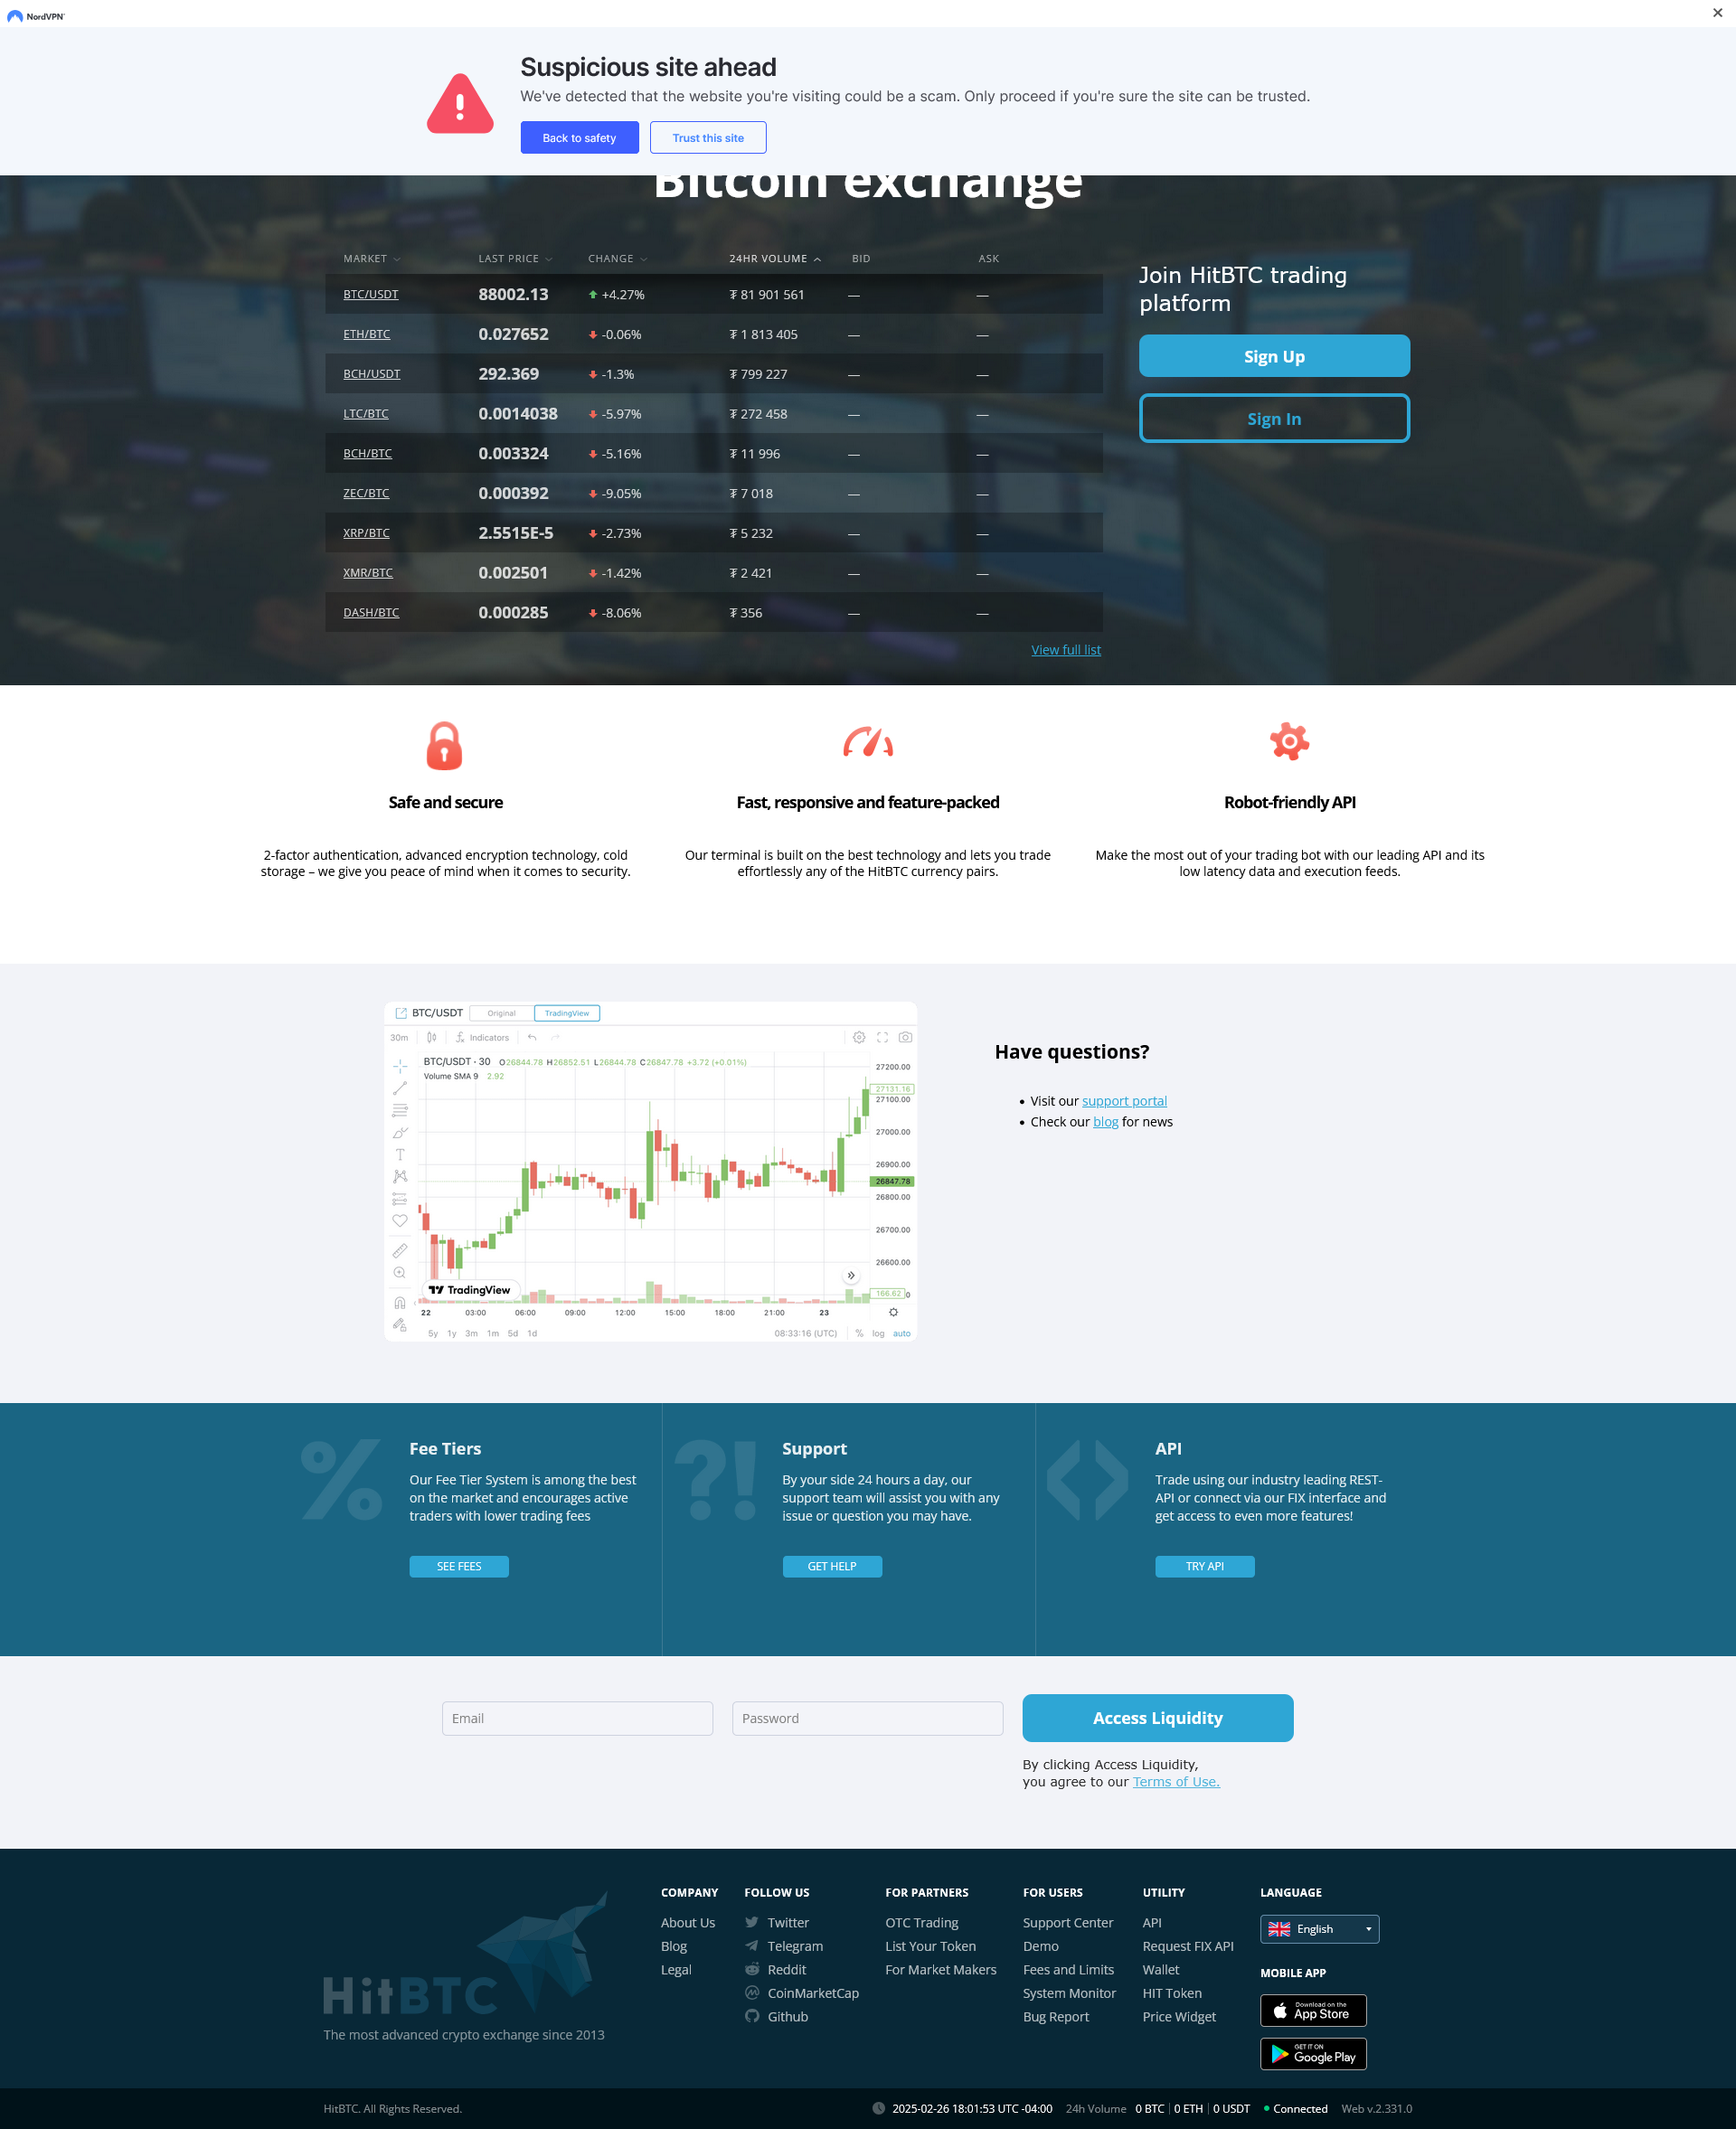 NordVPN
Suspicious site ahead
We've detected that the website you're visiting could be a scam. Only proceed if you're sure the site can be trusted.
Back to safety
Trust this site
Bitcoin exchange
MARKET LAST PRICE CHANGE 24HR VOLUME BID ASK
BTC/USDT 88002.13 +4.27% ₮ 81 901 561 — —
ETH/BTC 0.027652 -0.06% ₮ 1 813 405 — —
BCH/USDT 292.369 -1.3% ₮ 799 227 — —
LTC/BTC 0.0014038 -5.97% ₮ 272 458 — —
BCH/BTC 0.003324 -5.16% ₮ 11 996 — —
ZEC/BTC 0.000392 -9.05% ₮ 7 018 — —
XRP/BTC 2.5515E-5 -2.73% ₮ 5 232 — —
XMR/BTC 0.002501 -1.42% ₮ 2 421 — —
DASH/BTC 0.000285 -8.06% ₮ 356 — —
View full list
Join HitBTC trading
platform
Sign Up
Sign In
Safe and secure
2-factor authentication, advanced encryption technology, cold
storage – we give you peace of mind when it comes to security.
Fast, responsive and feature-packed
Our terminal is built on the best technology and lets you trade
effortlessly any of the HitBTC currency pairs.
Robot-friendly API
Make the most out of your trading bot with our leading API and its
low latency data and execution feeds.
BTC/USDT Original TradingView
30m Indicators
BTC/USDT · 30 O26844.78 H26852.51 L26844.78 C26847.78 +3.72 (+0.01%)
Volume SMA 9 2.92
27200.00
27131.16
27100.00
27000.00
26900.00
26847.78
26800.00
26700.00
26600.00
166.62
0
TradingView
22 03:00 06:00 09:00 12:00 15:00 18:00 21:00 23
5y 1y 3m 1m 5d 1d 08:33:16 (UTC) % log auto
Have questions?
• Visit our support portal
• Check our blog for news
Fee Tiers
Our Fee Tier System is among the best
on the market and encourages active
traders with lower trading fees
SEE FEES
Support
By your side 24 hours a day, our
support team will assist you with any
issue or question you may have.
GET HELP
API
Trade using our industry leading REST-
API or connect via our FIX interface and
get access to even more features!
TRY API
Email
Password
Access Liquidity
By clicking Access Liquidity,
you agree to our Terms of Use.
HitBTC
The most advanced crypto exchange since 2013
COMPANY
About Us
Blog
Legal
FOLLOW US
Twitter
Telegram
Reddit
CoinMarketCap
Github
FOR PARTNERS
OTC Trading
List Your Token
For Market Makers
FOR USERS
Support Center
Demo
Fees and Limits
System Monitor
Bug Report
UTILITY
API
Request FIX API
Wallet
HIT Token
Price Widget
LANGUAGE
English
MOBILE APP
Download on the
App Store
GET IT ON
Google Play
HitBTC. All Rights Reserved.
2025-02-26 18:01:53 UTC -04:00 24h Volume 0 BTC | 0 ETH | 0 USDT Connected Web v.2.331.0